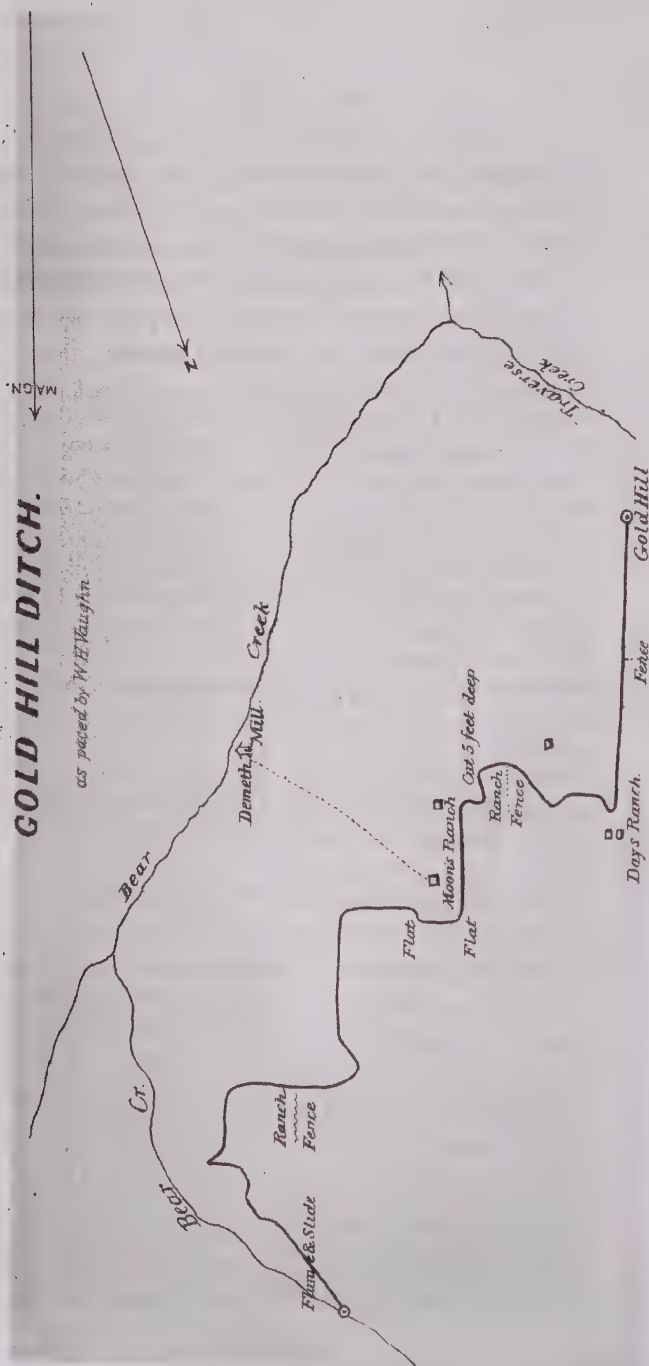 GOLD HILL DITCH.
as paced by W.H.Vaughn.
MAGN. N.
N
Bear
Creek
Bear
Cr.
Demeth
Mill
Traverse
Creek
Flume & Slide
Ranch
Fence
Flat
Flat
Moon's Ranch
Cut 5 feet deep
Ranch
Fence
Days Ranch.
Fence
Gold Hill